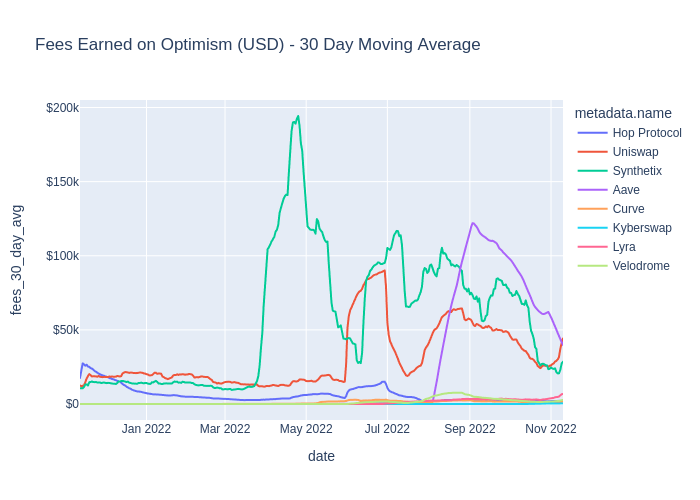 Fees Earned on Optimism (USD) - 30 Day Moving Average
fees_30_day_avg
$200k
$150k
$100k
$50k
$0
Jan 2022
Mar 2022
May 2022
Jul 2022
Sep 2022
Nov 2022
date
metadata.name
Hop Protocol
Uniswap
Synthetix
Aave
Curve
Kyberswap
Lyra
Velodrome